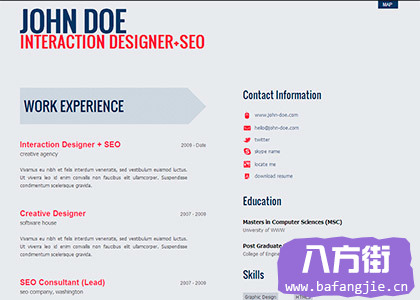 MAP
JOHN DOE
INTERACTION DESIGNER+SEO
WORK EXPERIENCE
Interaction Designer + SEO
2008 - Date
creative agency
Vivamus eu nibh et felis interdum venenatis, sed vestibulum euismod luctus.
Ut viverra leo id enim convalis non faucibus elit ullamcorper. Suspendisse
condimentum scelerisque gravida.
Creative Designer
2007 - 2008
software house
Vivamus eu nibh et felis interdum venenatis, sed vestibulum euismod luctus.
Ut viverra leo id enim convalis non faucibus elit ullamcorper. Suspendisse
condimentum scelerisque gravida.
SEO Consultant (Lead)
2007 - 2008
seo company, washington
Contact Information
www.john-doe.com
hello@john-doe.com
twitter
skype name
locate me
download resume
Education
Masters in Computer Sciences (MSC)
University of WWW
Post Graduate
College of Engine
Skills
Graphic Design
HTML/CSS
八方街
www.bafangjie.cn